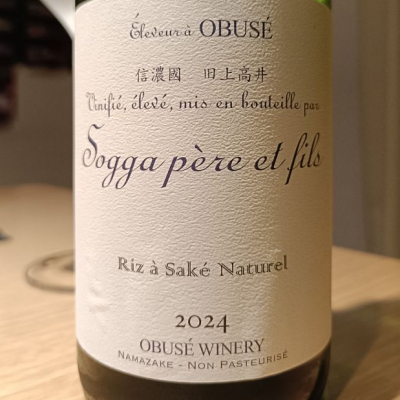 Éleveur à OBUSÉ
信濃國 旧上高井
Vinifié, élevé, mis en bouteille par
Sogga père et fils
Riz à Saké Naturel
2024
OBUSÉ WINERY
NAMAZAKE - NON PASTEURISÉ